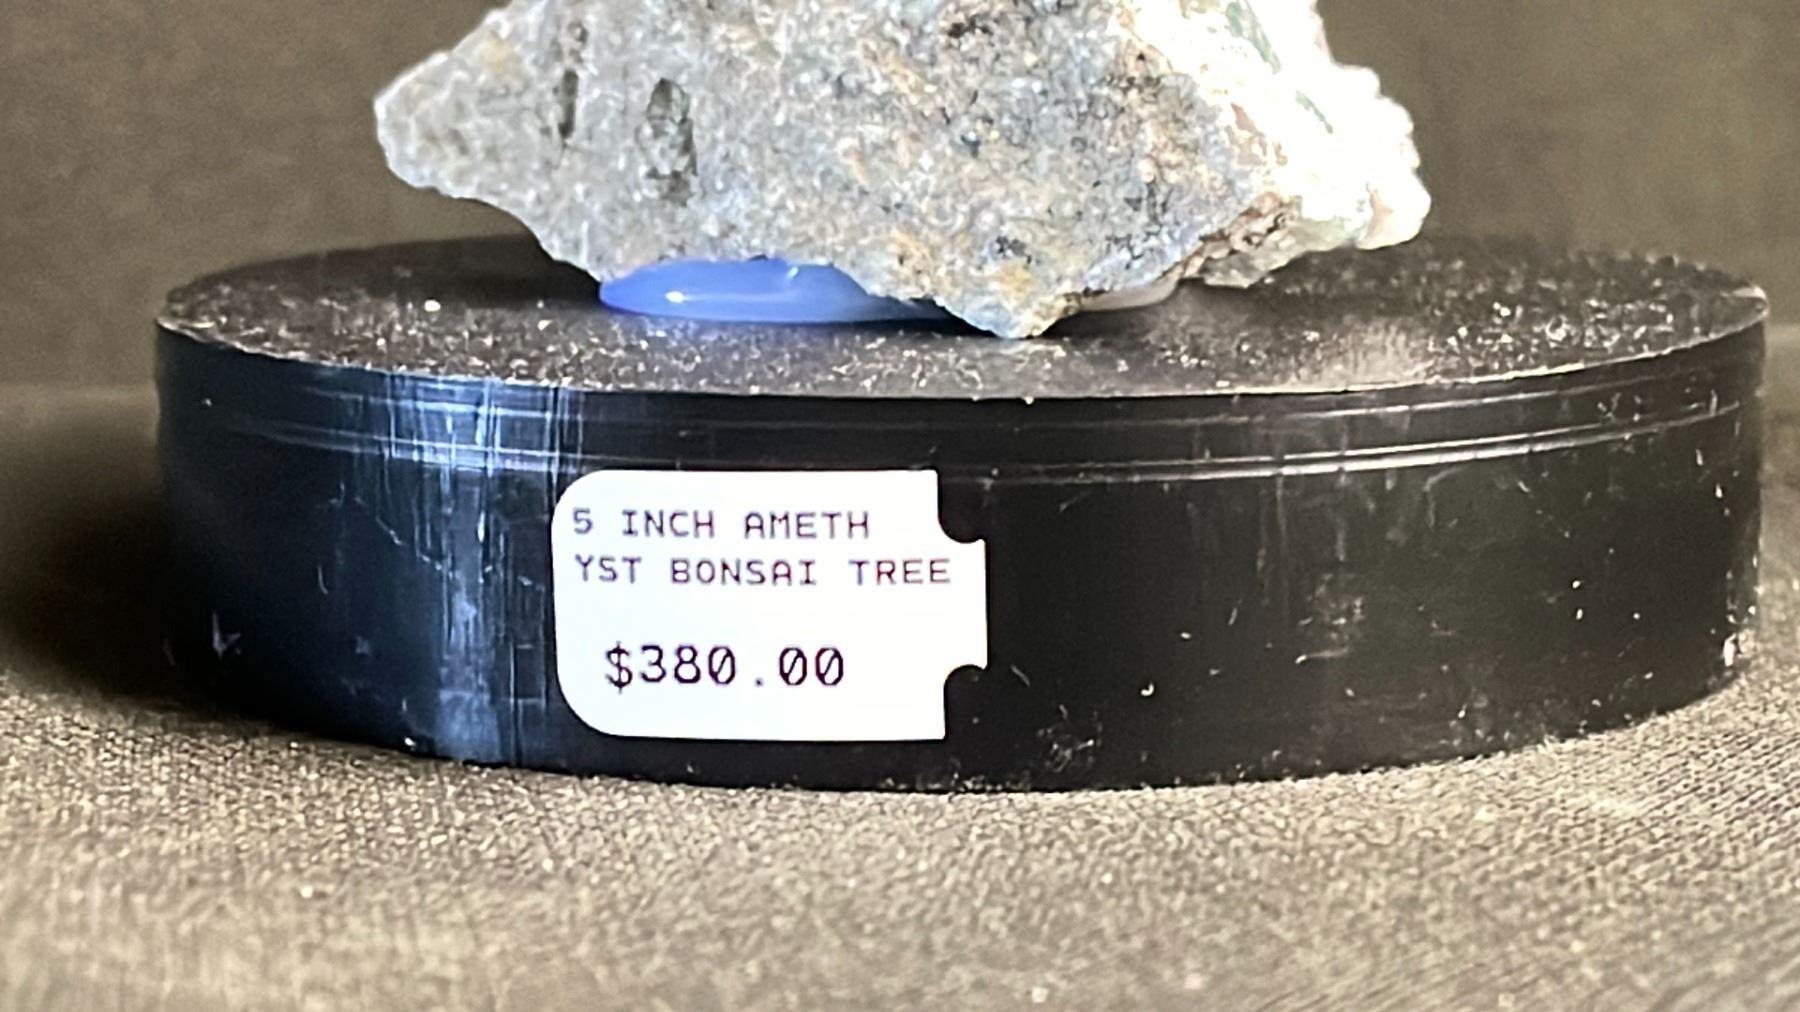 5 INCH AMETH
YST BONSAI TREE
$380.00